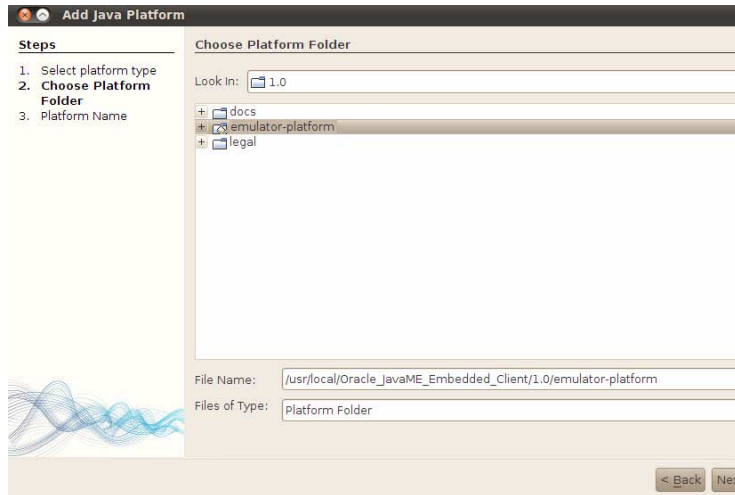 Add Java Platform
Steps
1. Select platform type
2. Choose Platform
Folder
3. Platform Name
Choose Platform Folder
Look In: 1.0
docs
emulator-platform
legal
File Name: /usr/local/Oracle_JavaME_Embedded_Client/1.0/emulator-platform
Files of Type: Platform Folder
< Back